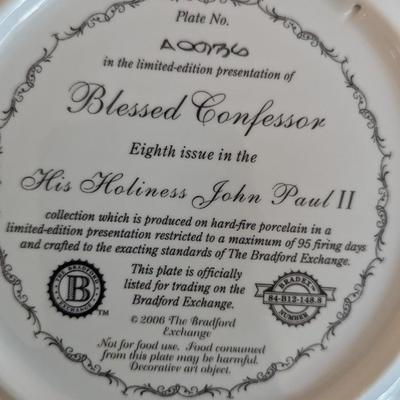 Plate No.
in the limited-edition presentation of
Blessed Confessor
Eighth issue in the
His Holiness John Paul II
collection which is produced on hard-fire porcelain in a
limited-edition presentation restricted to a maximum of 95 firing days
and crafted to the exacting standards of The Bradford Exchange.
This plate is officially
listed for trading on the
Bradford Exchange.
THE BRADFORD
B
EXCHANGE
TM
BRADEX
84-B12-148.8
NUMBER
© 2006 The Bradford
Exchange
Not for food use. Food consumed
from this plate may be harmful.
Decorative art object.